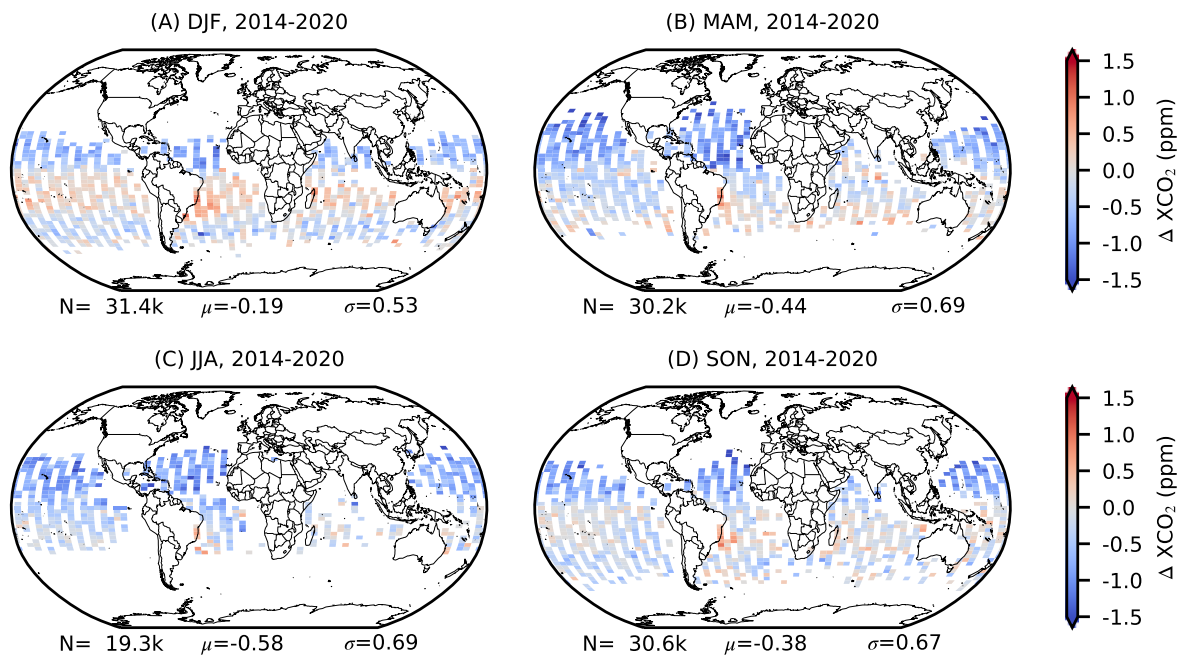 (A) DJF, 2014-2020
(B) MAM, 2014-2020
1.5
1.0
0.5
0.0
-0.5
-1.0
-1.5
Δ XCO₂ (ppm)
N= 31.4k μ=-0.19 σ=0.53
N= 30.2k μ=-0.44 σ=0.69
(C) JJA, 2014-2020
(D) SON, 2014-2020
1.5
1.0
0.5
0.0
-0.5
-1.0
-1.5
Δ XCO₂ (ppm)
N= 19.3k μ=-0.58 σ=0.69
N= 30.6k μ=-0.38 σ=0.67